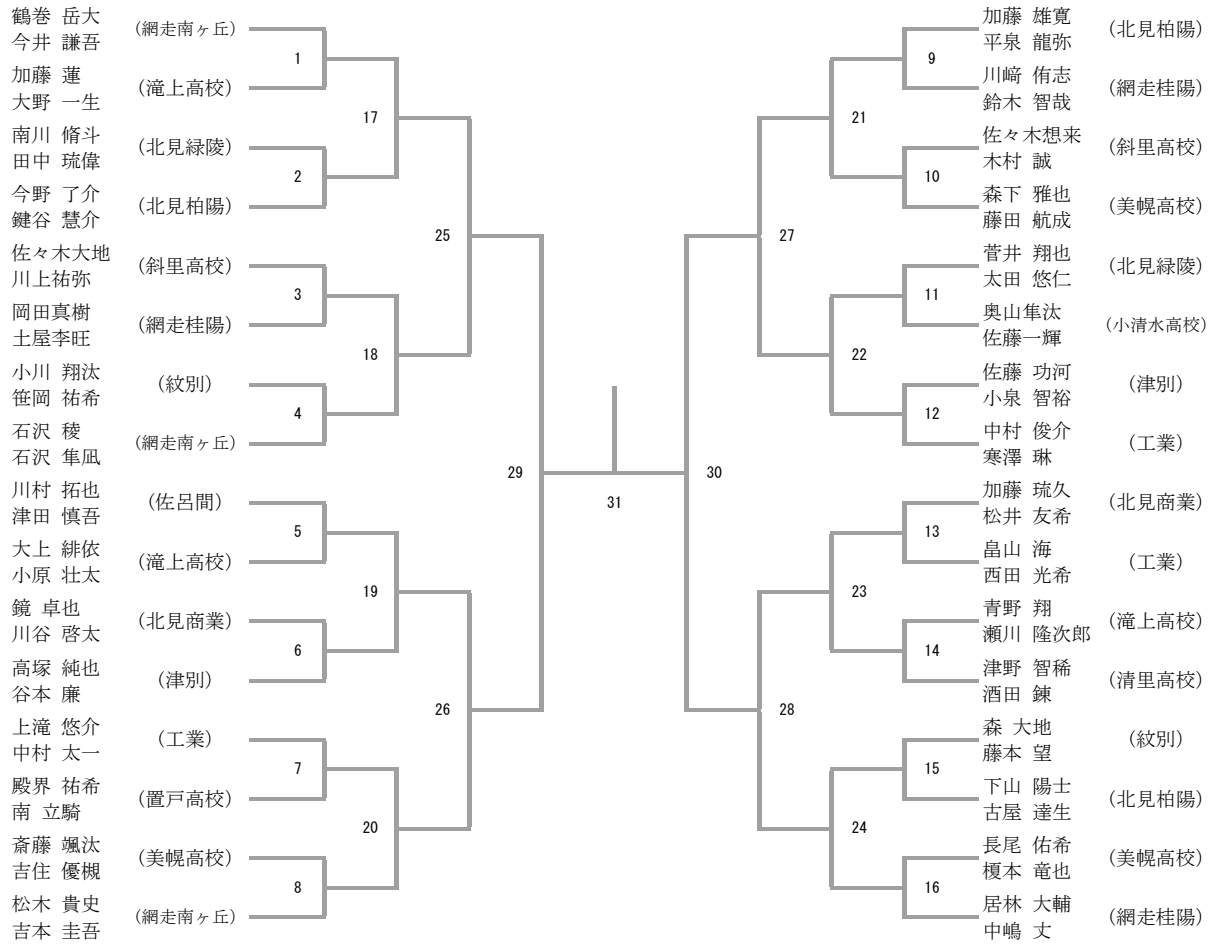 鶴巻 岳大
今井 謙吾
(網走南ヶ丘)
1
加藤 蓮
大野 一生
(滝上高校)
17
南川 脩斗
田中 琉偉
(北見緑陵)
2
今野 了介
鍵谷 慧介
(北見柏陽)
25
佐々木大地
川上祐弥
(斜里高校)
3
岡田真樹
土屋李旺
(網走桂陽)
18
小川 翔汰
笹岡 祐希
(紋別)
4
石沢 稜
石沢 隼凪
(網走南ヶ丘)
29
川村 拓也
津田 慎吾
(佐呂間)
5
大上 緋依
小原 壮太
(滝上高校)
19
鏡 卓也
川谷 啓太
(北見商業)
6
高塚 純也
谷本 廉
(津別)
26
上滝 悠介
中村 太一
(工業)
7
殿界 祐希
南 立騎
(置戸高校)
20
斎藤 颯汰
吉住 優槻
(美幌高校)
8
松木 貴史
吉本 圭吾
(網走南ヶ丘)
31
加藤 雄寛
平泉 龍弥
(北見柏陽)
9
川﨑 侑志
鈴木 智哉
(網走桂陽)
21
佐々木想来
木村 誠
(斜里高校)
10
森下 雅也
藤田 航成
(美幌高校)
27
菅井 翔也
太田 悠仁
(北見緑陵)
11
奥山隼汰
佐藤一輝
(小清水高校)
22
佐藤 功河
小泉 智裕
(津別)
12
中村 俊介
寒澤 琳
(工業)
30
加藤 琉久
松井 友希
(北見商業)
13
畠山 海
西田 光希
(工業)
23
青野 翔
瀬川 隆次郎
(滝上高校)
14
津野 智稀
酒田 錬
(清里高校)
28
森 大地
藤本 望
(紋別)
15
下山 陽士
古屋 達生
(北見柏陽)
24
長尾 佑希
榎本 竜也
(美幌高校)
16
居林 大輔
中嶋 丈
(網走桂陽)